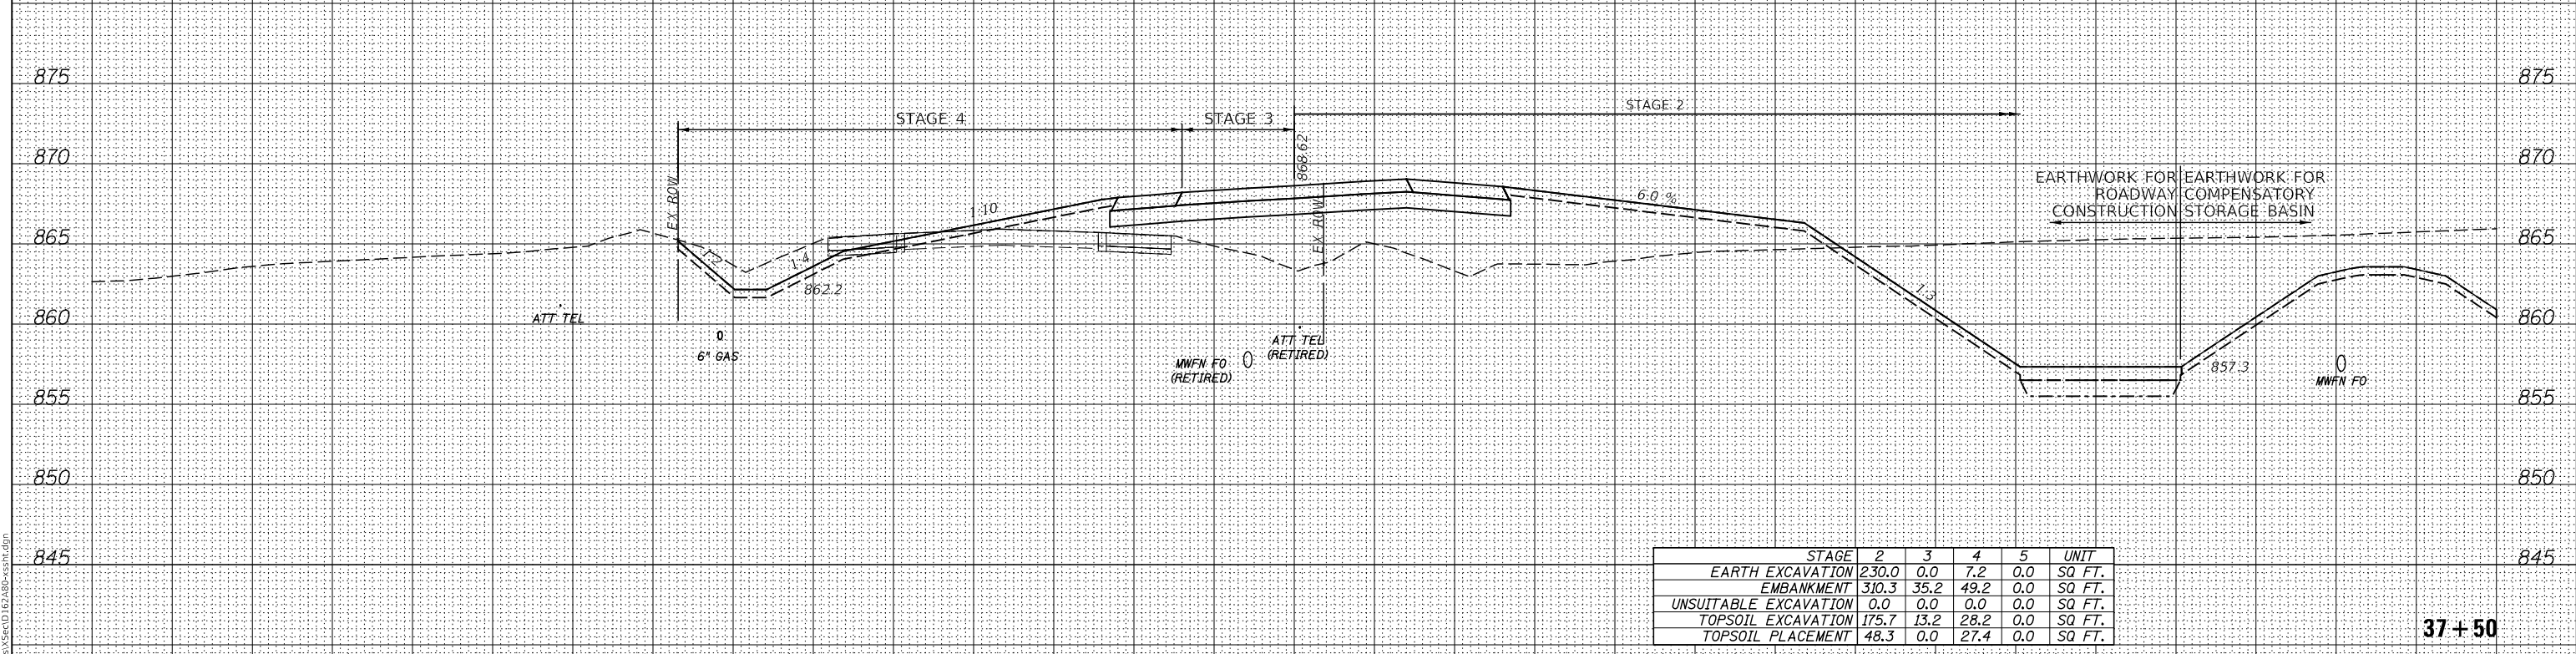 875
875
STAGE 4
STAGE 3
STAGE 2
868.62
870
870
EX ROW
EARTHWORK FOR
ROADWAY
CONSTRUCTION
EARTHWORK FOR
COMPENSATORY
STORAGE BASIN
1:10
6.0 %
EX ROW
865
865
1:2
1:4
862.2
1:3
860
860
ATT TEL
6" GAS
MWFN FO
(RETIRED)
ATT TEL
(RETIRED)
857.3
MWFN FO
855
855
850
850
845
845
STAGE 2 3 4 5 UNIT
EARTH EXCAVATION 230.0 0.0 7.2 0.0 SQ FT.
EMBANKMENT 310.3 35.2 49.2 0.0 SQ FT.
UNSUITABLE EXCAVATION 0.0 0.0 0.0 0.0 SQ FT.
TOPSOIL EXCAVATION 175.7 13.2 28.2 0.0 SQ FT.
TOPSOIL PLACEMENT 48.3 0.0 27.4 0.0 SQ FT.
37+50
s\XSec\D162A80-xssht.dgn